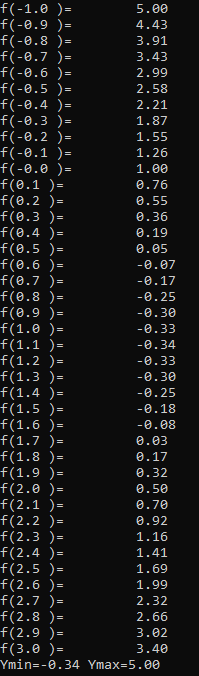 f(-1.0 )= 5.00
f(-0.9 )= 4.43
f(-0.8 )= 3.91
f(-0.7 )= 3.43
f(-0.6 )= 2.99
f(-0.5 )= 2.58
f(-0.4 )= 2.21
f(-0.3 )= 1.87
f(-0.2 )= 1.55
f(-0.1 )= 1.26
f(-0.0 )= 1.00
f(0.1 )= 0.76
f(0.2 )= 0.55
f(0.3 )= 0.36
f(0.4 )= 0.19
f(0.5 )= 0.05
f(0.6 )= -0.07
f(0.7 )= -0.17
f(0.8 )= -0.25
f(0.9 )= -0.30
f(1.0 )= -0.33
f(1.1 )= -0.34
f(1.2 )= -0.33
f(1.3 )= -0.30
f(1.4 )= -0.25
f(1.5 )= -0.18
f(1.6 )= -0.08
f(1.7 )= 0.03
f(1.8 )= 0.17
f(1.9 )= 0.32
f(2.0 )= 0.50
f(2.1 )= 0.70
f(2.2 )= 0.92
f(2.3 )= 1.16
f(2.4 )= 1.41
f(2.5 )= 1.69
f(2.6 )= 1.99
f(2.7 )= 2.32
f(2.8 )= 2.66
f(2.9 )= 3.02
f(3.0 )= 3.40
Ymin=-0.34 Ymax=5.00